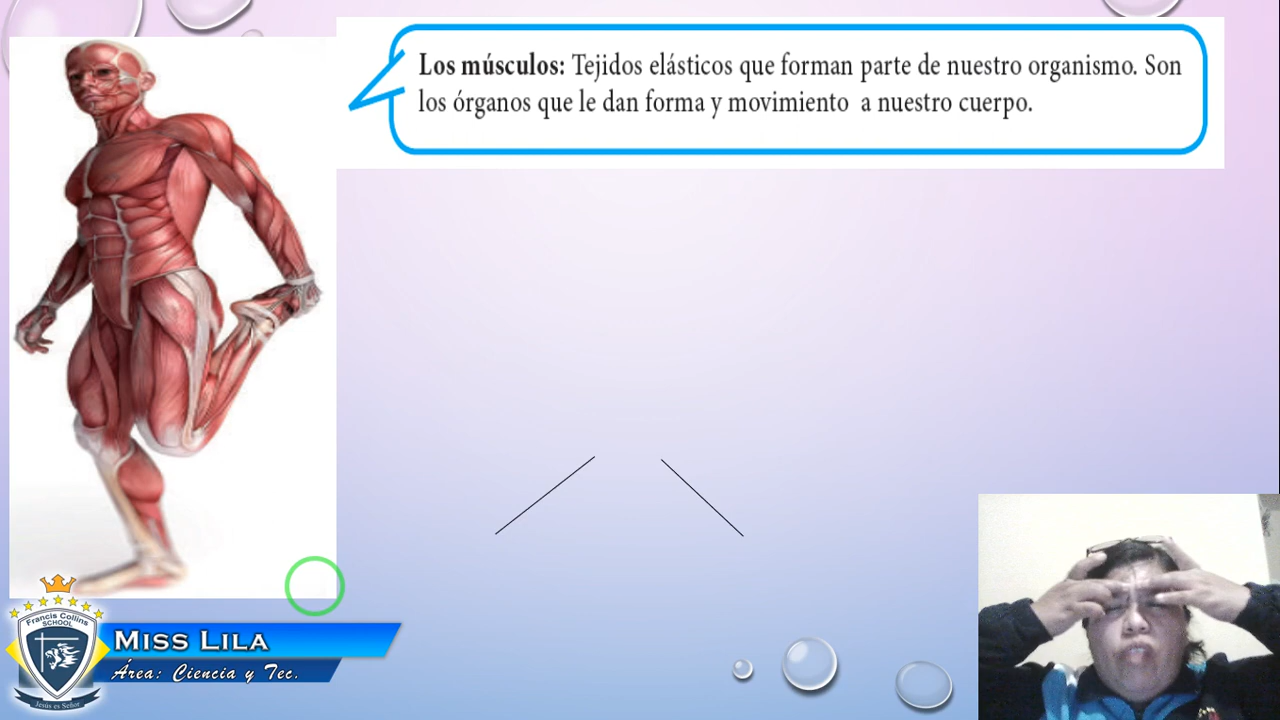 Los músculos: Tejidos elásticos que forman parte de nuestro organismo. Son
los órganos que le dan forma y movimiento a nuestro cuerpo.
Francis Collins
SCHOOL
Jesús es Señor
MISS LILA
Área: Ciencia y Tec.